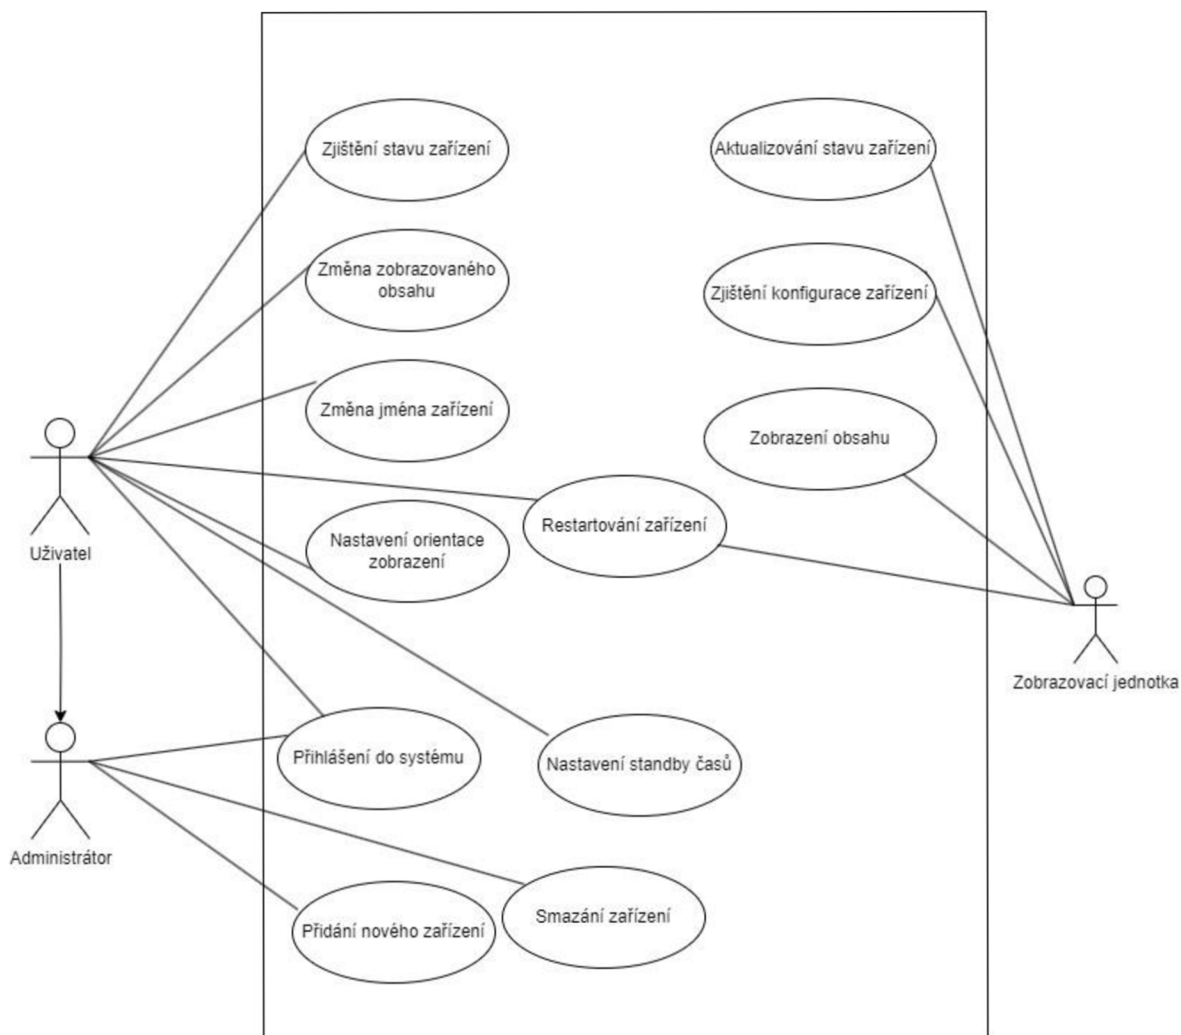 Zjištění stavu zařízení
Aktualizování stavu zařízení
Změna zobrazovaného
obsahu
Zjištění konfigurace zařízení
Změna jména zařízení
Zobrazení obsahu
Restartování zařízení
Nastavení orientace
zobrazení
Uživatel
Zobrazovací jednotka
Přihlášení do systému
Nastavení standby časů
Administrátor
Přidání nového zařízení
Smazání zařízení